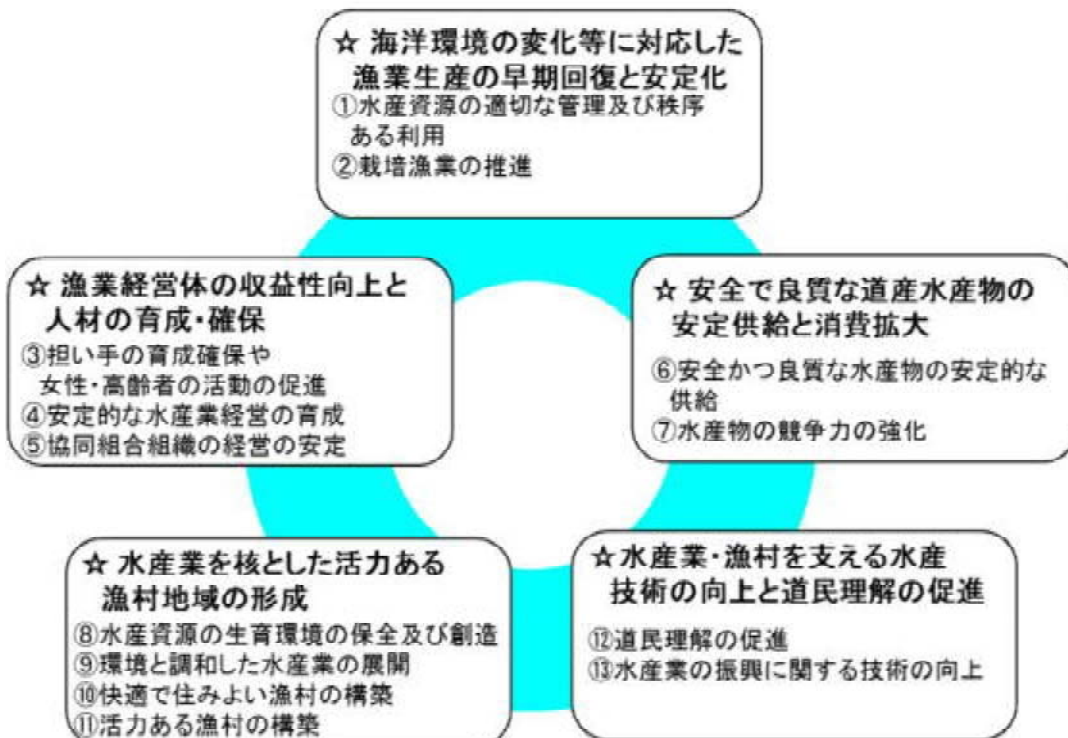 ☆ 海洋環境の変化等に対応した
漁業生産の早期回復と安定化
①水産資源の適切な管理及び秩序
ある利用
②栽培漁業の推進
☆ 漁業経営体の収益性向上と
人材の育成・確保
③担い手の育成確保や
女性・高齢者の活動の促進
④安定的な水産業経営の育成
⑤協同組合組織の経営の安定
☆ 安全で良質な道産水産物の
安定供給と消費拡大
⑥安全かつ良質な水産物の安定的な
供給
⑦水産物の競争力の強化
☆ 水産業を核とした活力ある
漁村地域の形成
⑧水産資源の生育環境の保全及び創造
⑨環境と調和した水産業の展開
⑩快適で住みよい漁村の構築
⑪活力ある漁村の構築
☆水産業・漁村を支える水産
技術の向上と道民理解の促進
⑫道民理解の促進
⑬水産業の振興に関する技術の向上